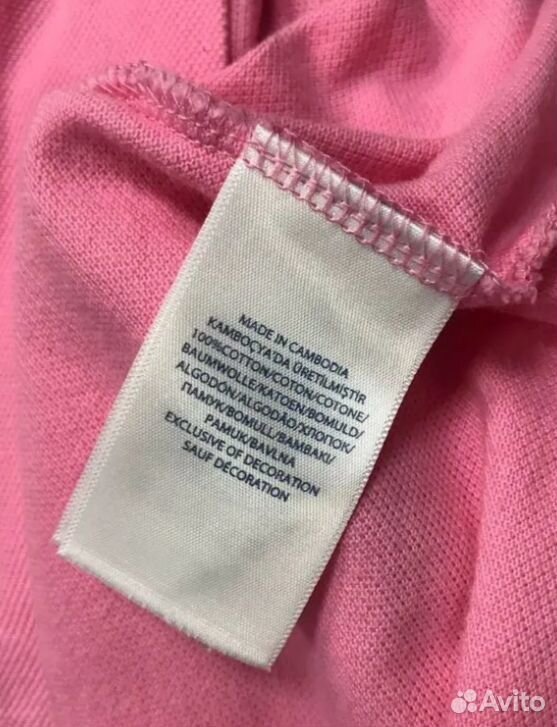 MADE IN CAMBODIA
KAMBOÇYA'DA ÜRETİLMİŞTİR
100%COTTON/COTON/COTONE/
BAUMWOLLE/KATOEN/BOMULD/
ALGODÓN/ALGODÃO/ХЛОПОК/
ПАМУК/BOMULL/BAMBAKI/
PAMUK/BAVLNA
EXCLUSIVE OF DECORATION
SAUF DÉCORATION
Avito